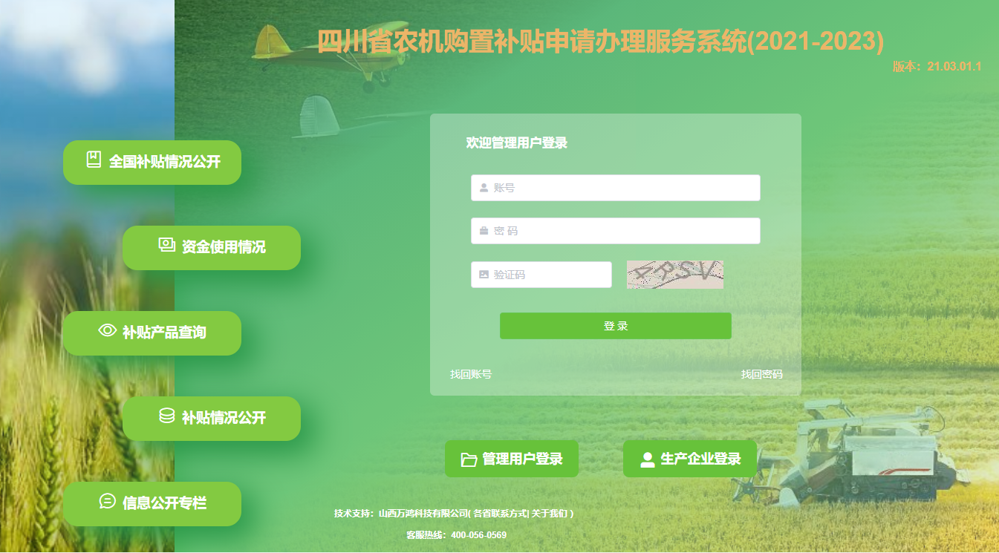 四川省农机购置补贴申请办理服务系统(2021-2023)
版本：21.03.01.1
全国补贴情况公开
资金使用情况
补贴产品查询
补贴情况公开
信息公开专栏
欢迎管理用户登录
账号
密 码
验证码
4RSV
登 录
找回账号
找回密码
管理用户登录
生产企业登录
技术支持：山西万鸿科技有限公司( 各省联系方式| 关于我们 )
客服热线：400-056-0569